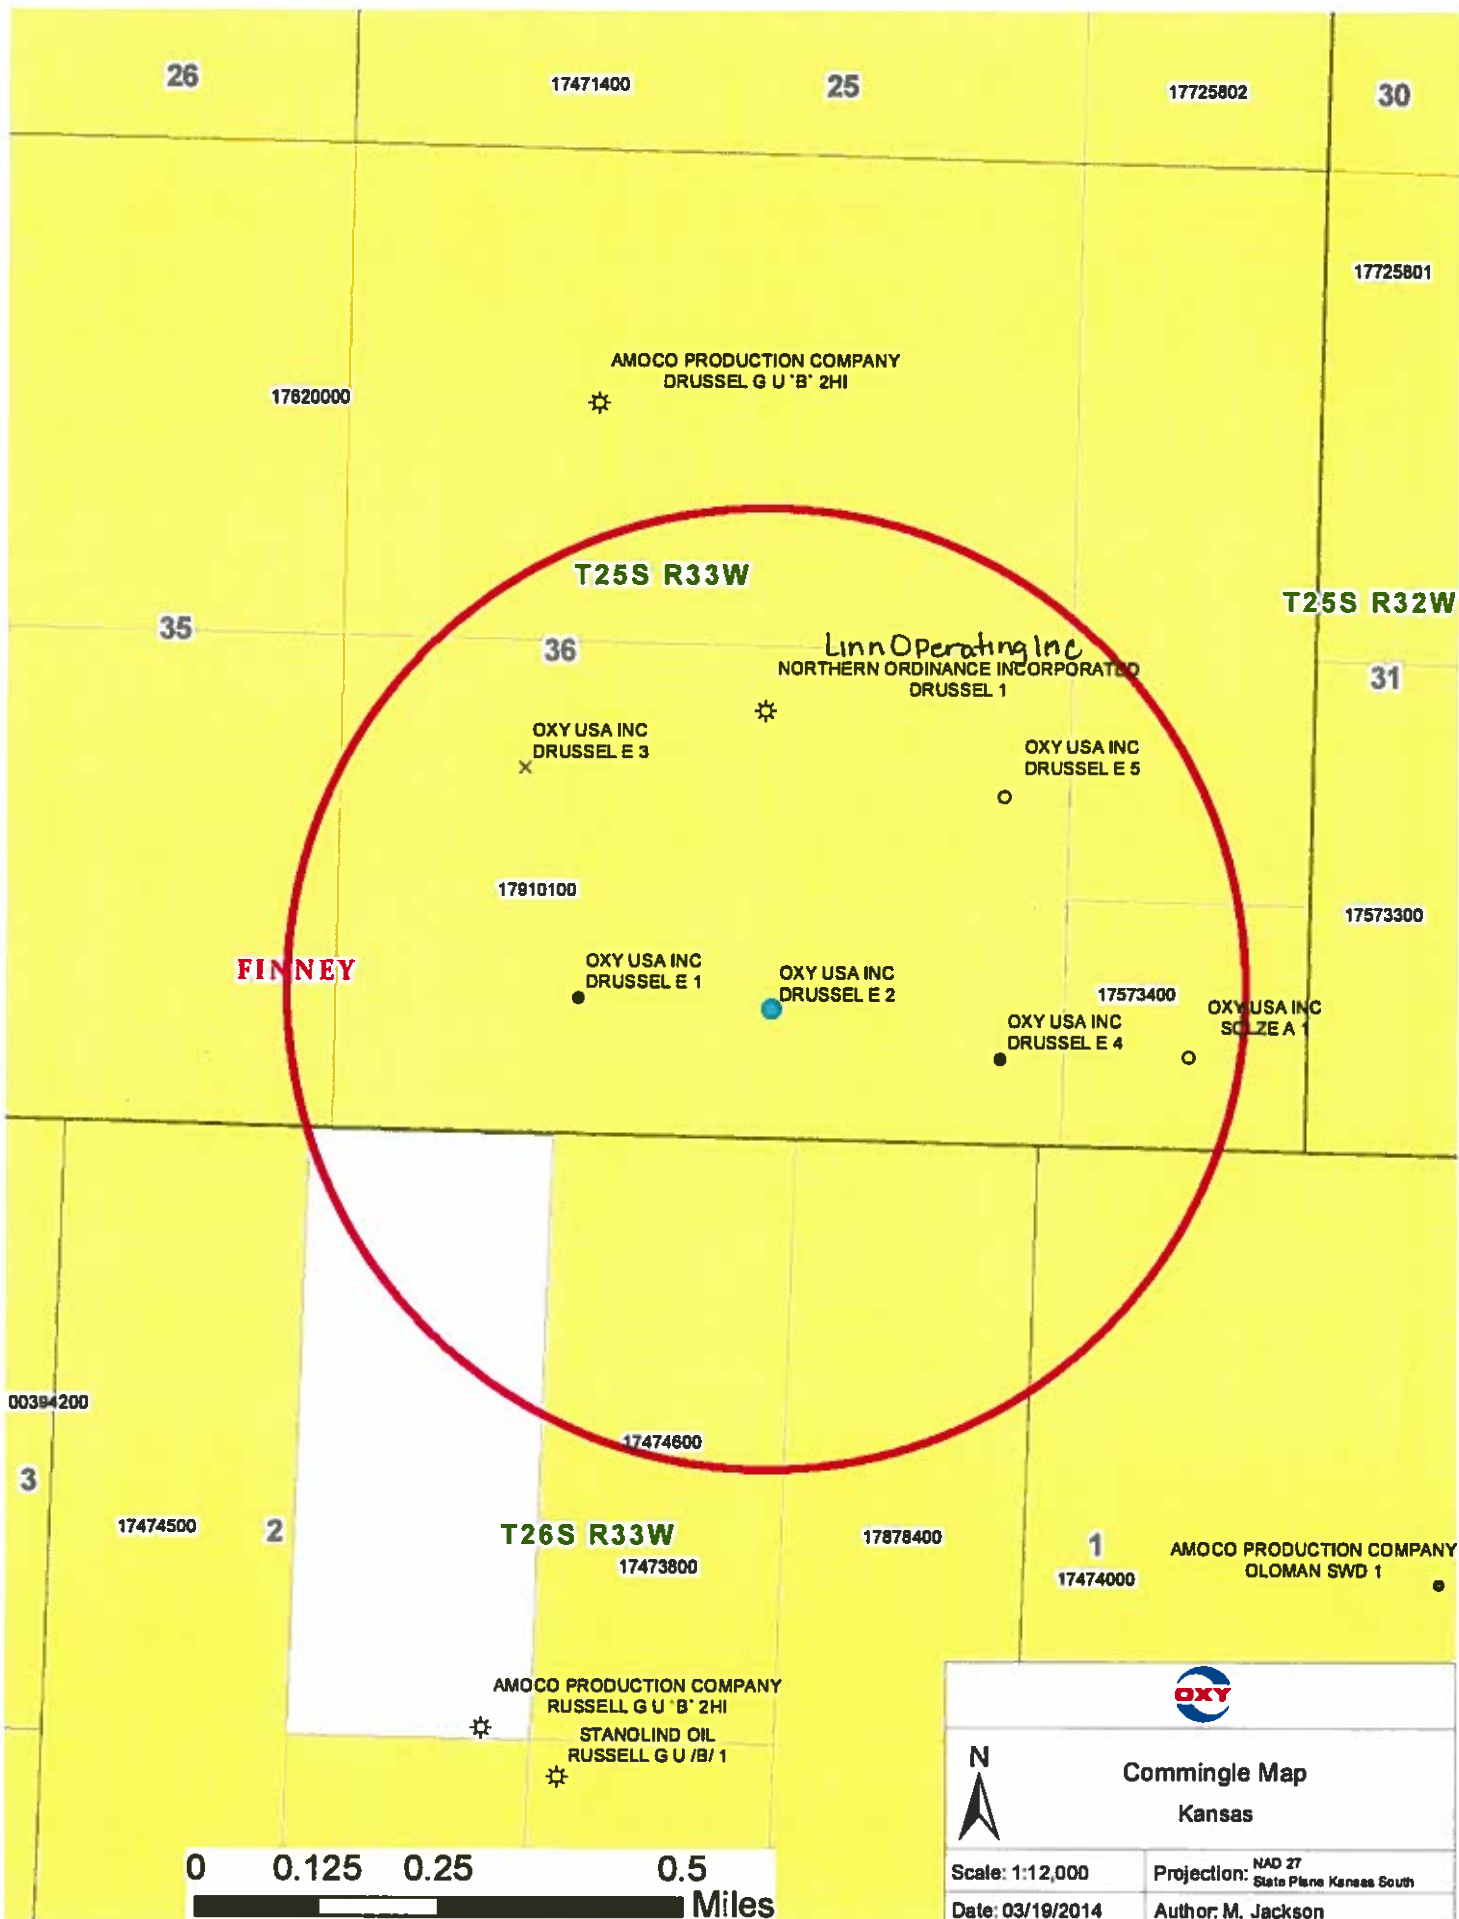 26
17471400
25
17725802
30
17725801
AMOCO PRODUCTION COMPANY
DRUSSEL G U 'B' 2HI
17620000
T25S R33W
T25S R32W
35
36
Linn Operating Inc
NORTHERN ORDINANCE INCORPORATED
DRUSSEL 1
31
OXY USA INC
DRUSSEL E 3
OXY USA INC
DRUSSEL E 5
17910100
17573300
FINNEY
OXY USA INC
DRUSSEL E 1
OXY USA INC
DRUSSEL E 2
17573400
OXY USA INC
SOLZE A 1
OXY USA INC
DRUSSEL E 4
00394200
17474600
3
17474500
2
T26S R33W
17473800
17878400
1
17474000
AMOCO PRODUCTION COMPANY
OLOMAN SWD 1
AMOCO PRODUCTION COMPANY
RUSSELL G U 'B' 2HI
STANOLIND OIL
RUSSELL G U /B/ 1
OXY
N
Commingle Map
Kansas
0 0.125 0.25 0.5
Miles
Scale: 1:12,000
Projection: NAD 27
State Plane Kansas South
Date: 03/19/2014
Author: M. Jackson